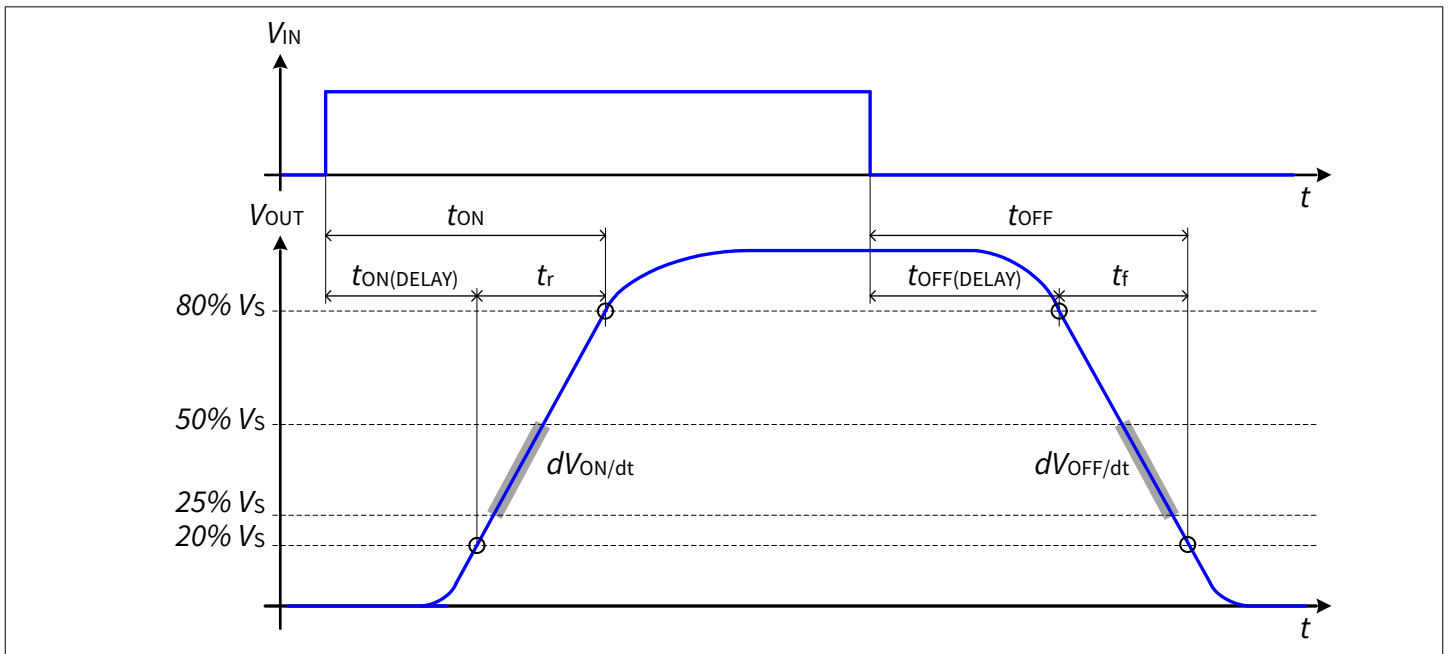 VIN
t
VOUT
tON
tOFF
tON(DELAY)
tr
tOFF(DELAY)
tf
80% VS
50% VS
dVON/dt
dVOFF/dt
25% VS
20% VS
t